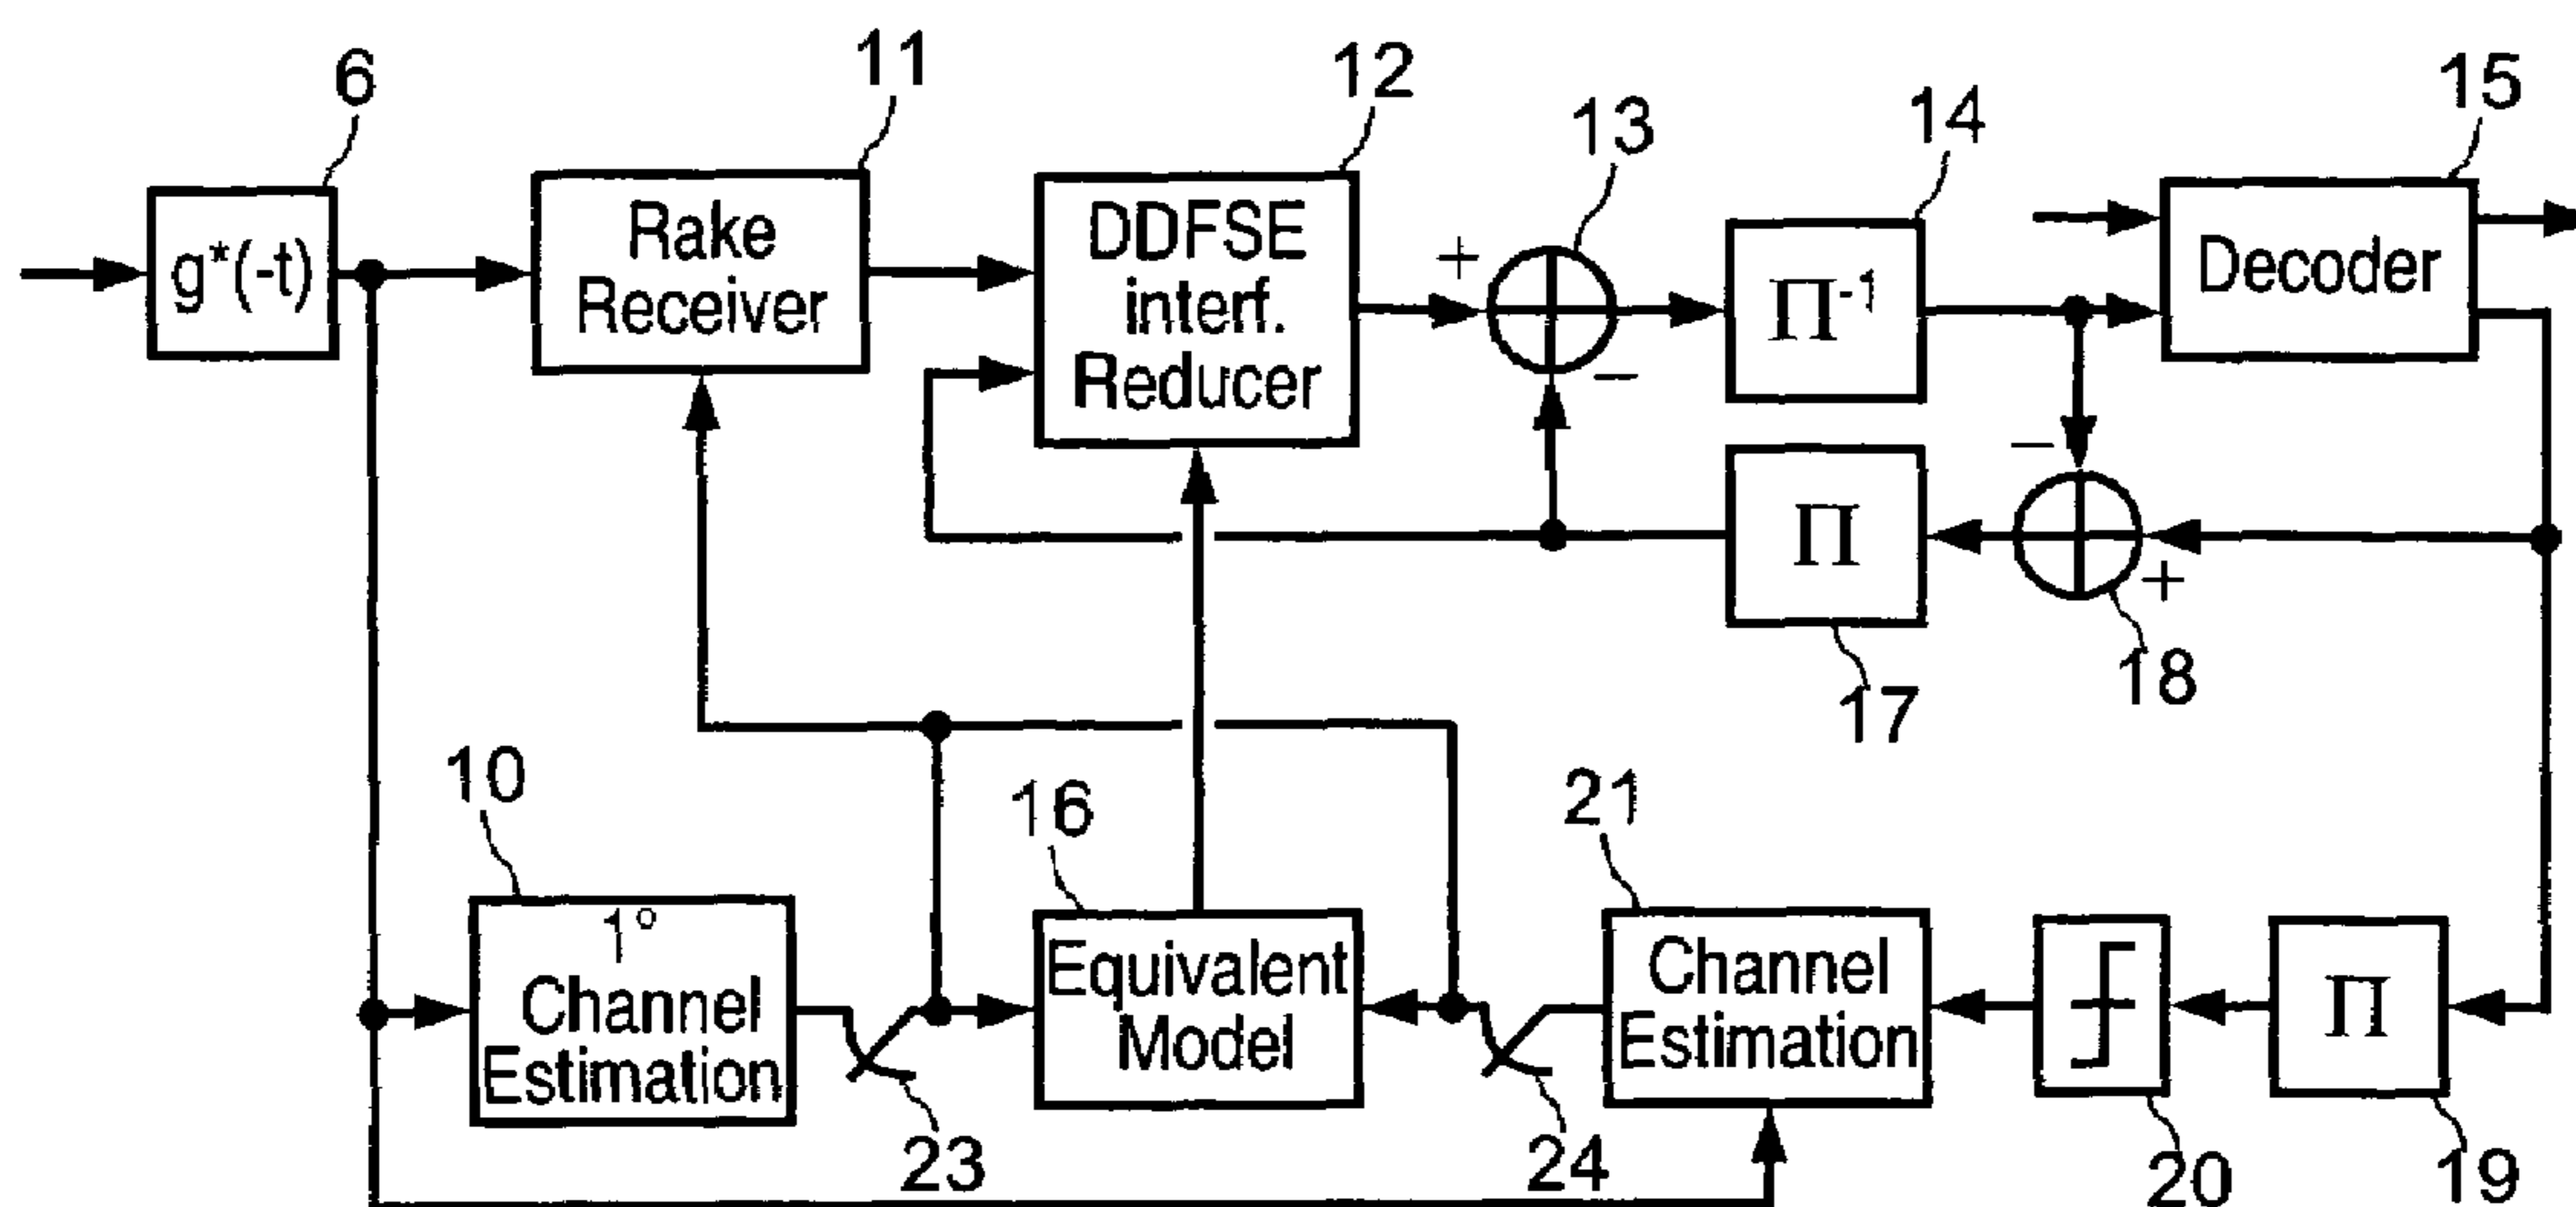 6
11
12
13
14
15
g*(-t)
Rake
Receiver
DDFSE
interf.
Reducer
+
−
Π-1
Decoder
−
Π
+
17
18
10
1°
Channel
Estimation
23
16
Equivalent
Model
24
21
Channel
Estimation
20
Π
19